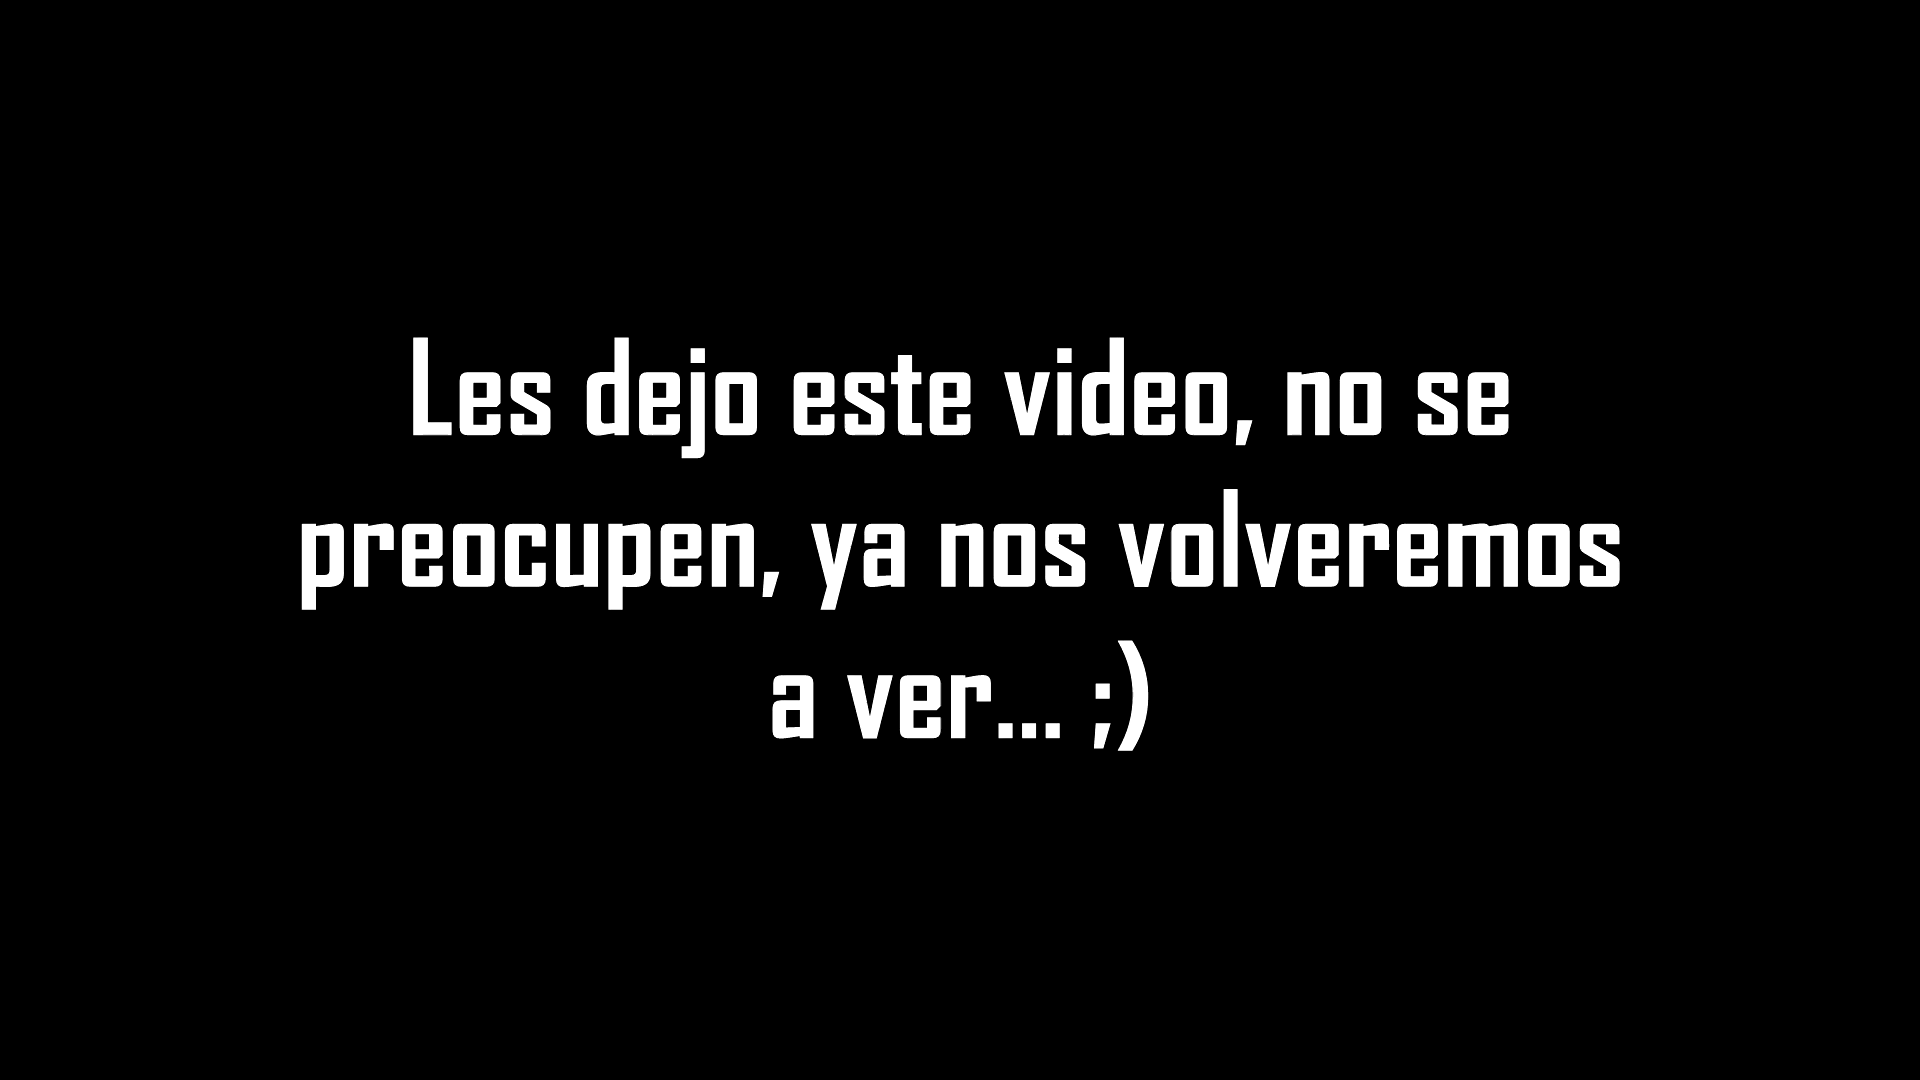 Les dejo este video, no se
preocupen, ya nos volveremos
a ver... ;)